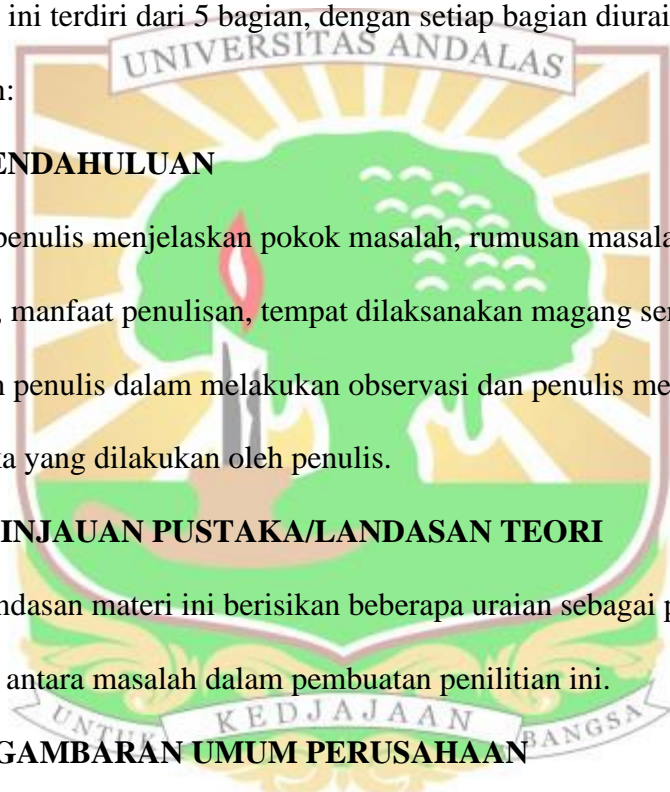 ini terdiri dari 5 bagian, dengan setiap bagian diurai
UNIVERSITAS ANDALAS
n:
ENDAHULUAN
penulis menjelaskan pokok masalah, rumusan masala
, manfaat penulisan, tempat dilaksanakan magang ser
n penulis dalam melakukan observasi dan penulis me
ka yang dilakukan oleh penulis.
INJAUAN PUSTAKA/LANDASAN TEORI
ndasan materi ini berisikan beberapa uraian sebagai p
antara masalah dalam pembuatan penilitian ini.
UNTUK KEDJAJAAN BANGSA
GAMBARAN UMUM PERUSAHAAN